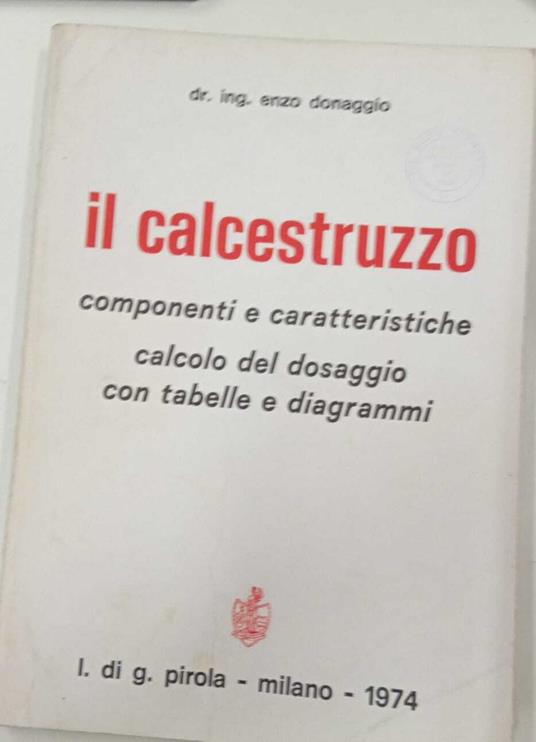 dr. ing. enzo donaggio
il calcestruzzo
componenti e caratteristiche
calcolo del dosaggio
con tabelle e diagrammi
l. di g. pirola - milano - 1974